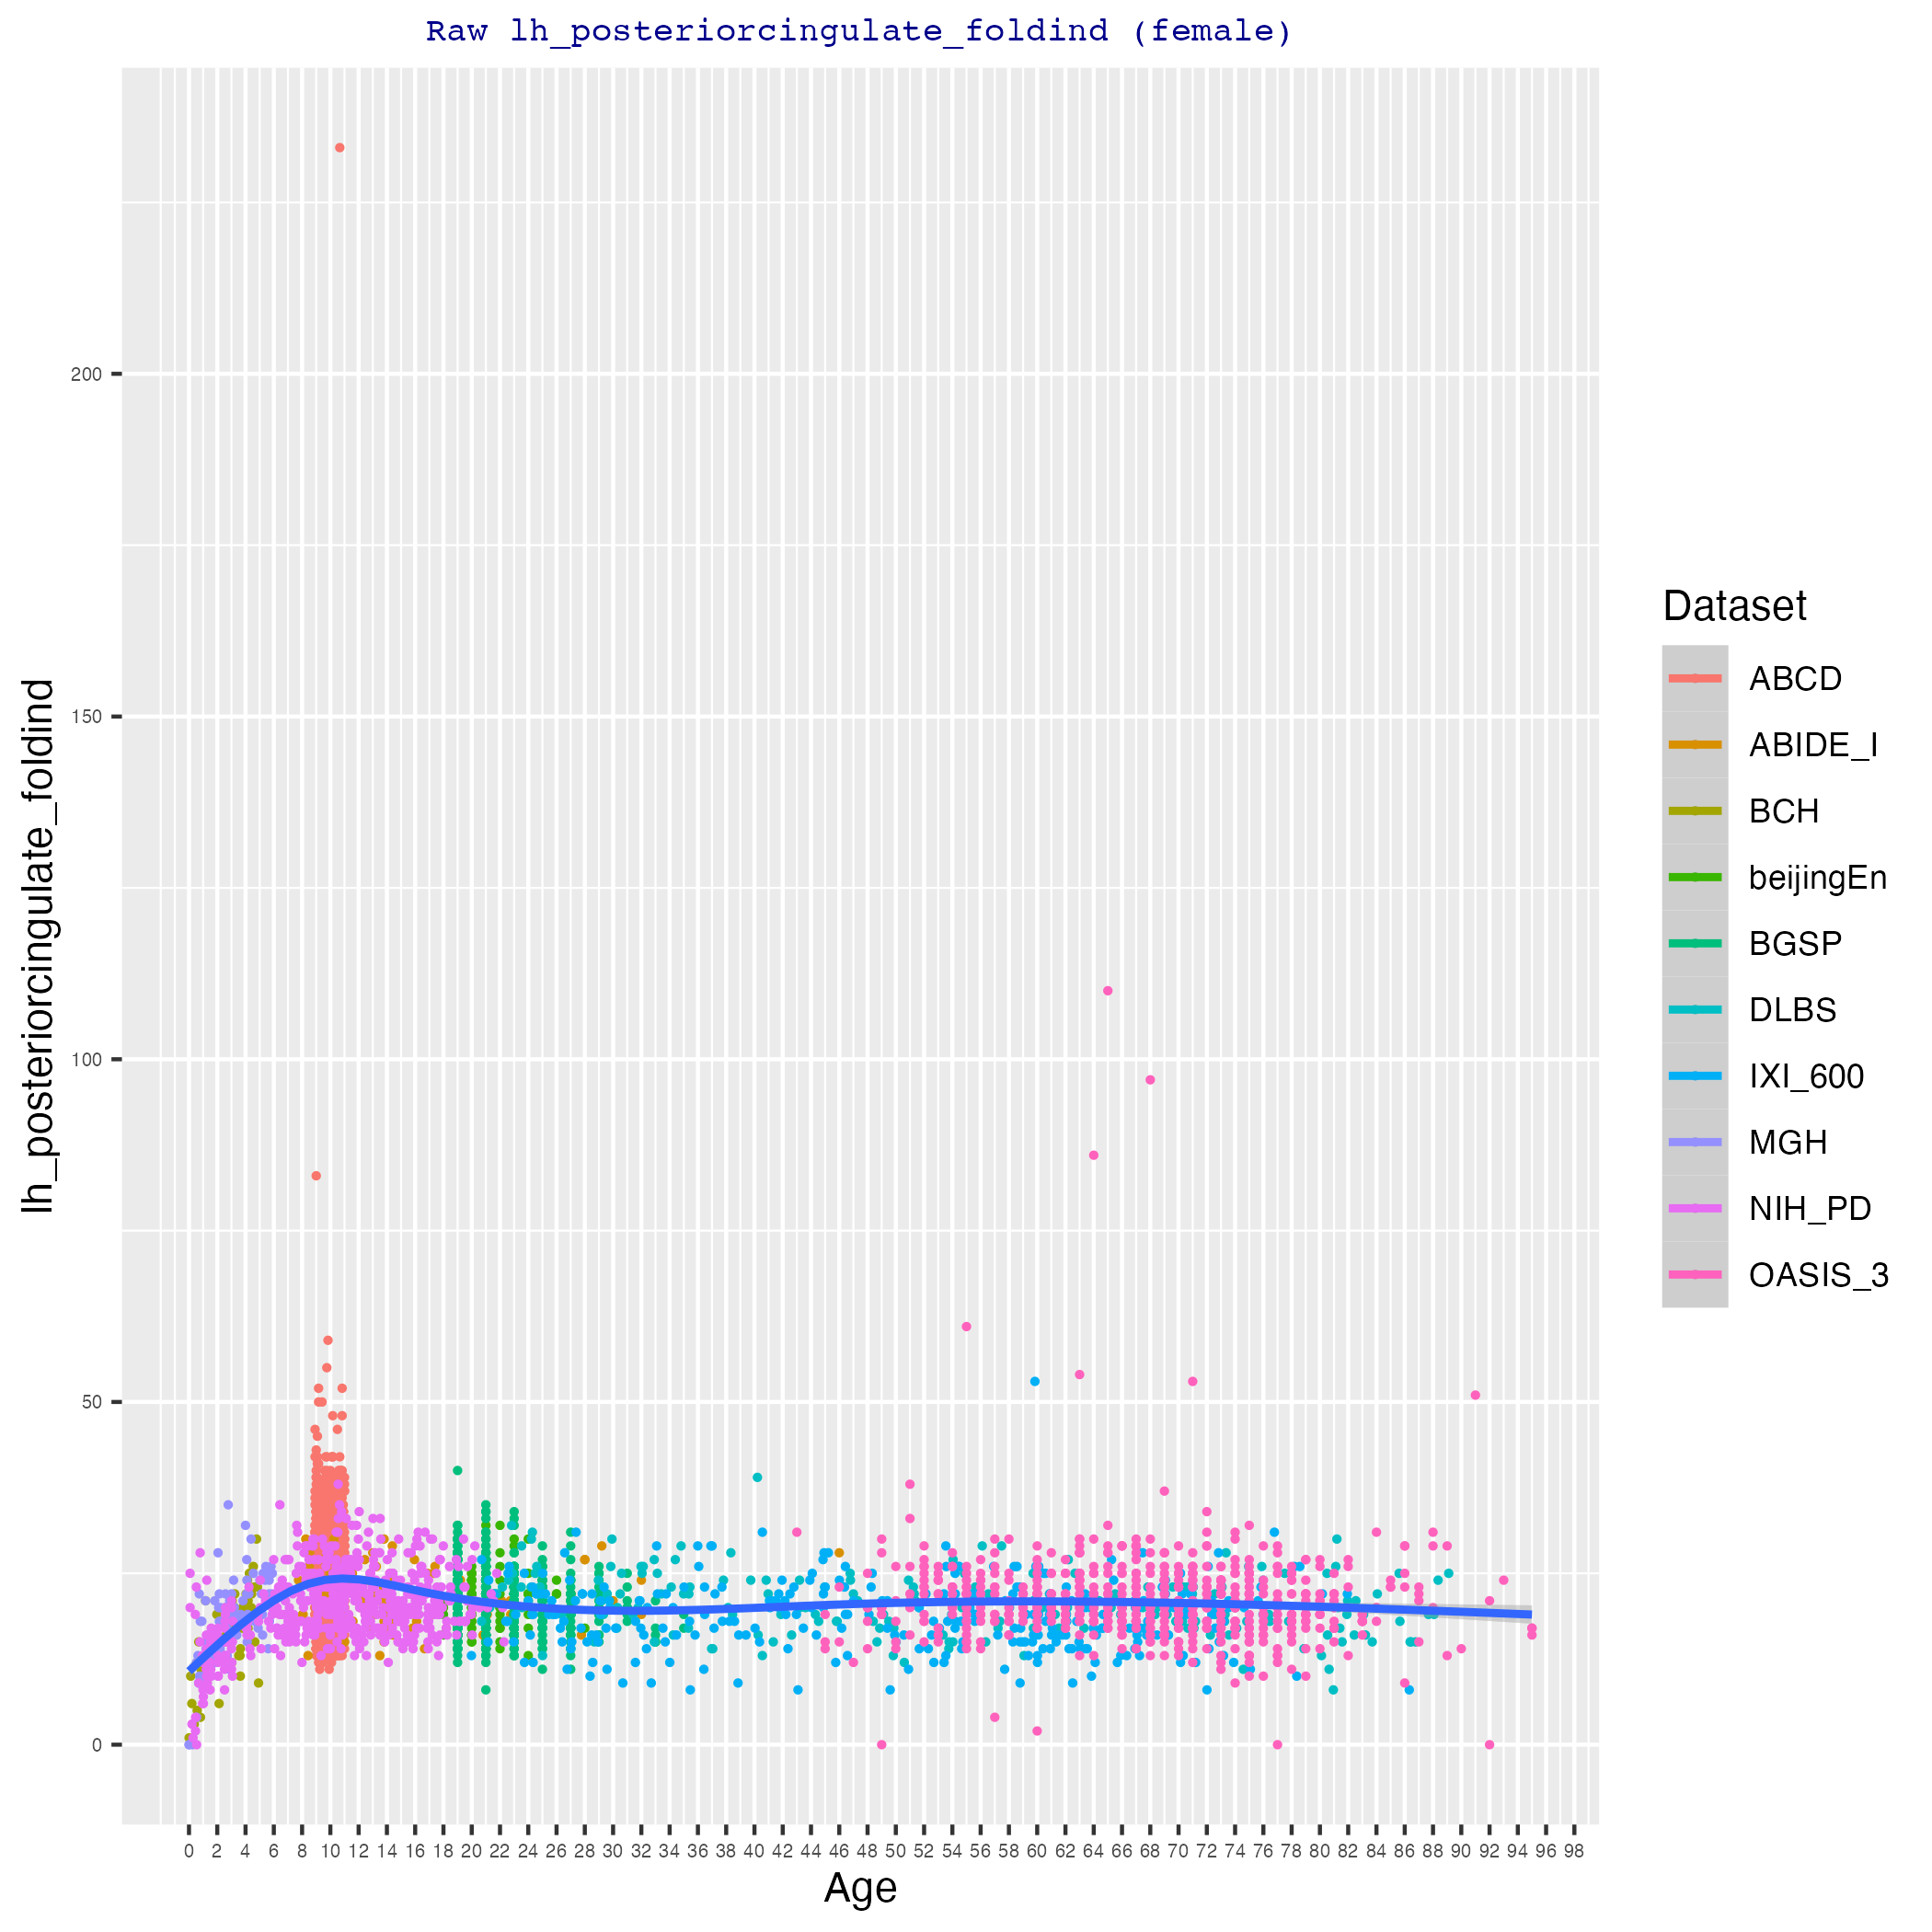 Raw lh_posteriorcingulate_foldind (female)
lh_posteriorcingulate_foldind
200
150
100
50
0
0 2 4 6 8 10 12 14 16 18 20 22 24 26 28 30 32 34 36 38 40 42 44 46 48 50 52 54 56 58 60 62 64 66 68 70 72 74 76 78 80 82 84 86 88 90 92 94 96 98
Age
Dataset
ABCD
ABIDE_I
BCH
beijingEn
BGSP
DLBS
IXI_600
MGH
NIH_PD
OASIS_3